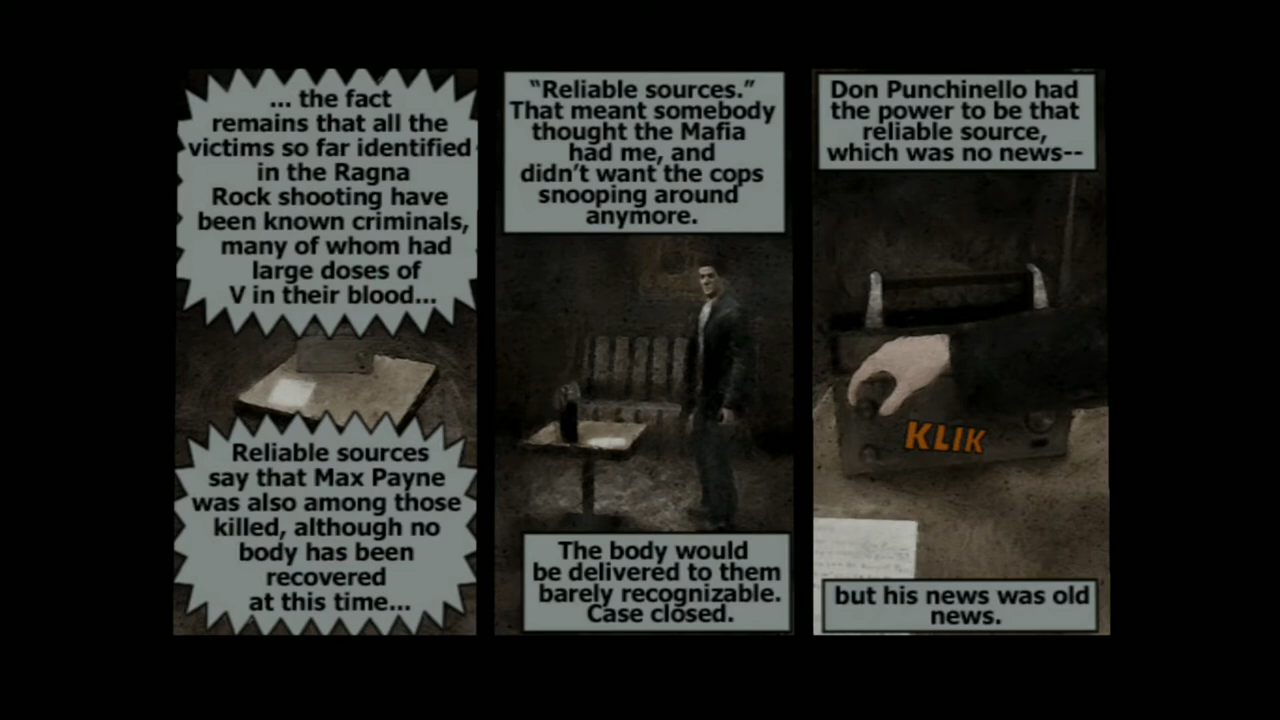 ... the fact
remains that all the
victims so far identified
in the Ragna
Rock shooting have
been known criminals,
many of whom had
large doses of
V in their blood...
Reliable sources
say that Max Payne
was also among those
killed, although no
body has been
recovered
at this time...
“Reliable sources.”
That meant somebody
thought the Mafia
had me, and
didn’t want the cops
snooping around
anymore.
The body would
be delivered to them
barely recognizable.
Case closed.
Don Punchinello had
the power to be that
reliable source,
which was no news--
KLIK
but his news was old
news.